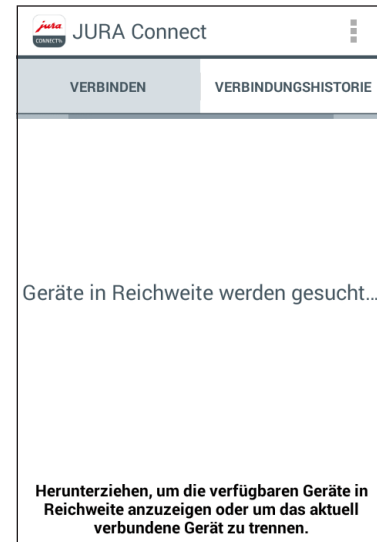 jura
CONNECT
JURA Connect
VERBINDEN
VERBINDUNGSHISTORIE
Geräte in Reichweite werden gesucht...
Herunterziehen, um die verfügbaren Geräte in
Reichweite anzuzeigen oder um das aktuell
verbundene Gerät zu trennen.